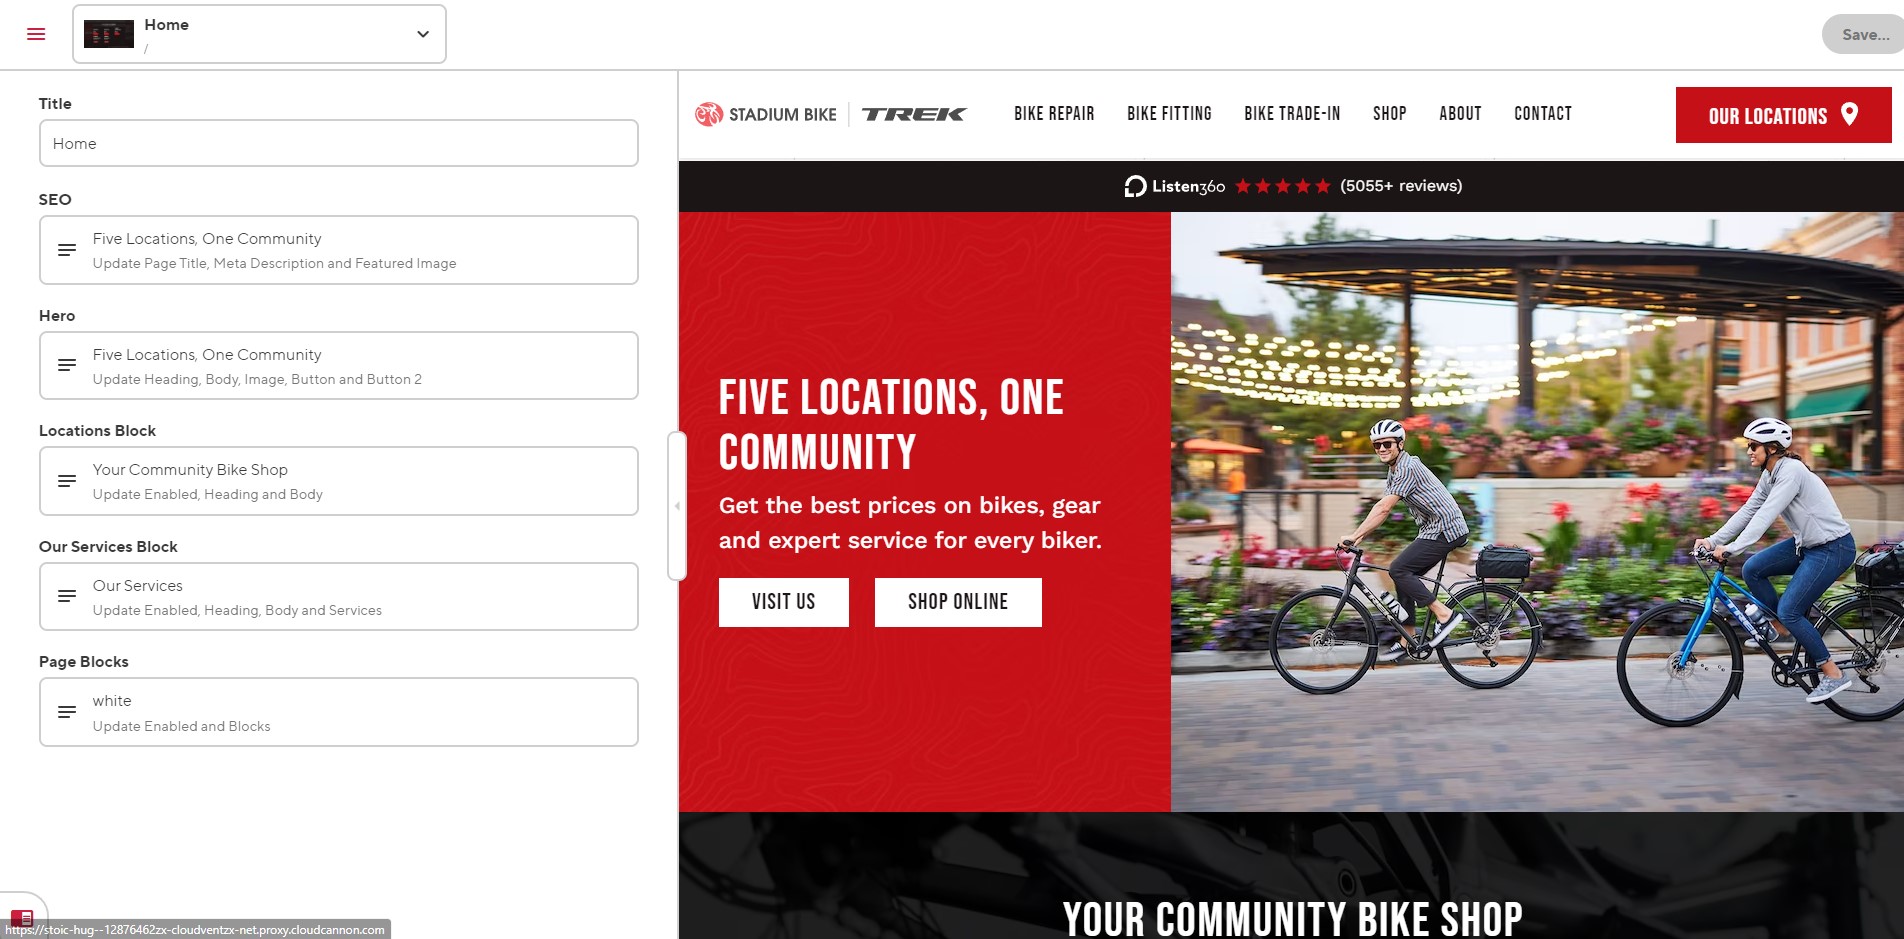 Home
/
Save...
Title
Home
SEO
Five Locations, One Community
Update Page Title, Meta Description and Featured Image
Hero
Five Locations, One Community
Update Heading, Body, Image, Button and Button 2
Locations Block
Your Community Bike Shop
Update Enabled, Heading and Body
Our Services Block
Our Services
Update Enabled, Heading, Body and Services
Page Blocks
white
Update Enabled and Blocks
https://stoic-hug--12876462zx-cloudventzx-net.proxy.cloudcannon.com
STADIUM BIKE TREK
BIKE REPAIR BIKE FITTING BIKE TRADE-IN SHOP ABOUT CONTACT
OUR LOCATIONS
Listen360 (5055+ reviews)
FIVE LOCATIONS, ONE
COMMUNITY
Get the best prices on bikes, gear
and expert service for every biker.
VISIT US SHOP ONLINE
YOUR COMMUNITY BIKE SHOP